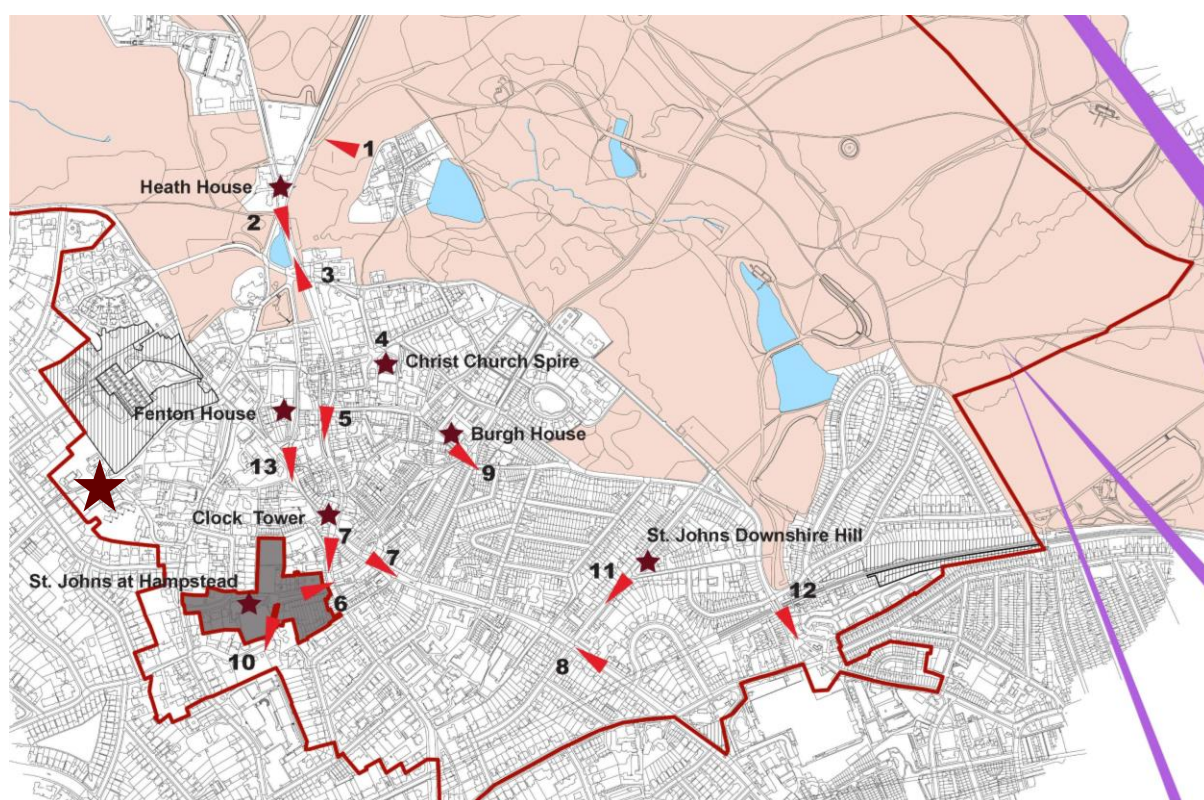 1
Heath House
2
3.
4
Christ Church Spire
Fenton House
5
Burgh House
13
9
Clock Tower
7
7
St. Johns Downshire Hill
St. Johns at Hampstead
11
12
6
10
8